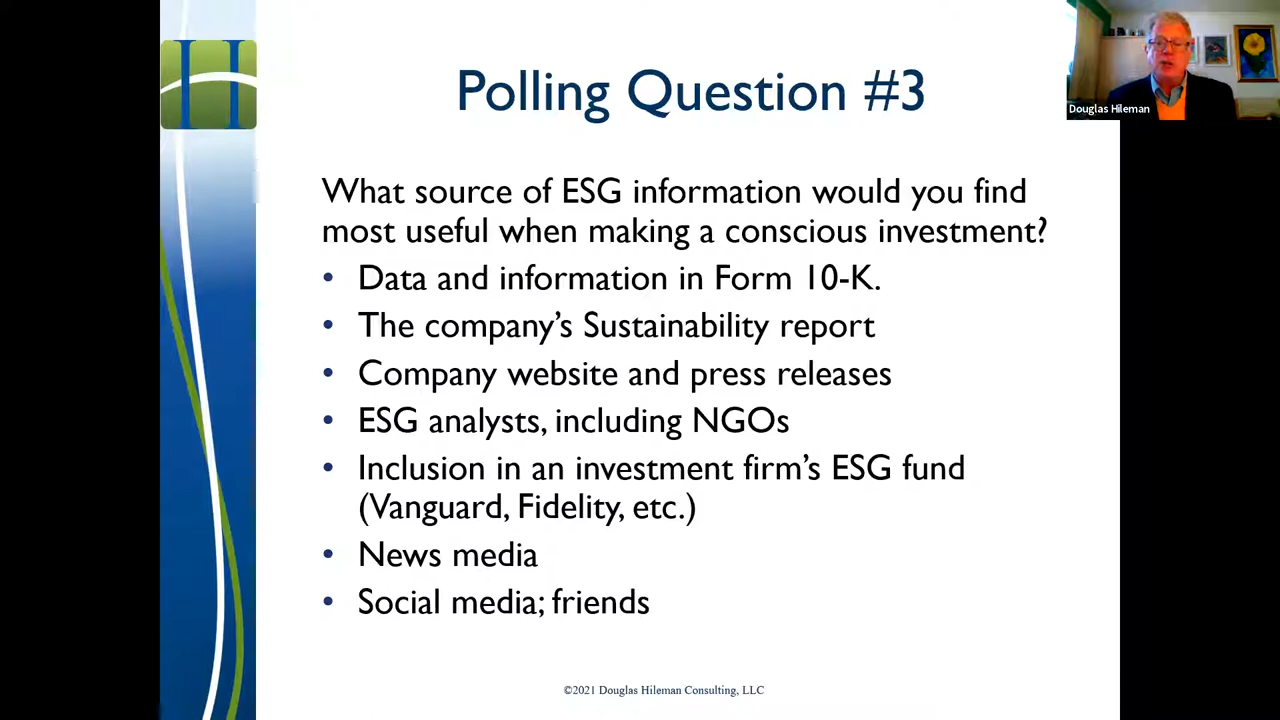 Polling Question #3
Douglas Hileman
What source of ESG information would you find
most useful when making a conscious investment?
• Data and information in Form 10-K.
• The company's Sustainability report
• Company website and press releases
• ESG analysts, including NGOs
• Inclusion in an investment firm's ESG fund
(Vanguard, Fidelity, etc.)
• News media
• Social media; friends
©2021 Douglas Hileman Consulting, LLC